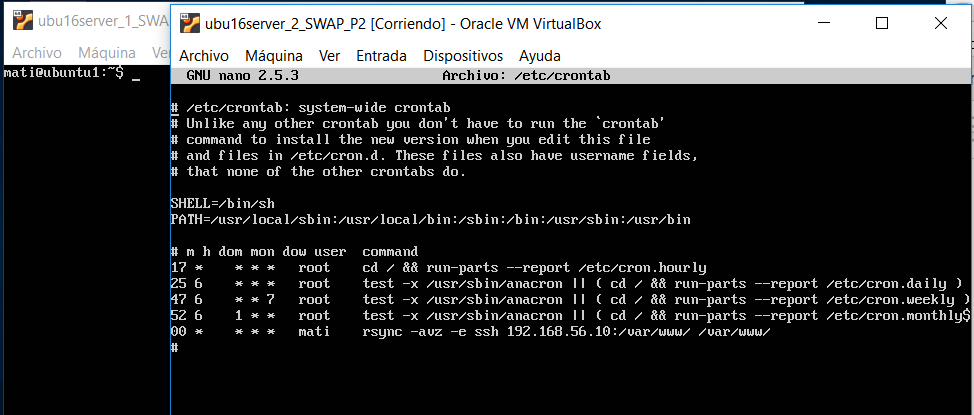 ubu16server_1_SWA
Archivo Máquina Ve
mati@ubuntu1:~$ _
ubu16server_2_SWAP_P2 [Corriendo] - Oracle VM VirtualBox
Archivo Máquina Ver Entrada Dispositivos Ayuda
GNU nano 2.5.3 Archivo: /etc/crontab
# /etc/crontab: system-wide crontab
# Unlike any other crontab you don't have to run the `crontab'
# command to install the new version when you edit this file
# and files in /etc/cron.d. These files also have username fields,
# that none of the other crontabs do.
SHELL=/bin/sh
PATH=/usr/local/sbin:/usr/local/bin:/sbin:/bin:/usr/sbin:/usr/bin
# m h dom mon dow user  command
17 *    * * *   root    cd / && run-parts --report /etc/cron.hourly
25 6    * * *   root    test -x /usr/sbin/anacron || ( cd / && run-parts --report /etc/cron.daily )
47 6    * * 7   root    test -x /usr/sbin/anacron || ( cd / && run-parts --report /etc/cron.weekly )
52 6    1 * *   root    test -x /usr/sbin/anacron || ( cd / && run-parts --report /etc/cron.monthly$
00 *    * * *   mati    rsync -avz -e ssh 192.168.56.10:/var/www/ /var/www/
#